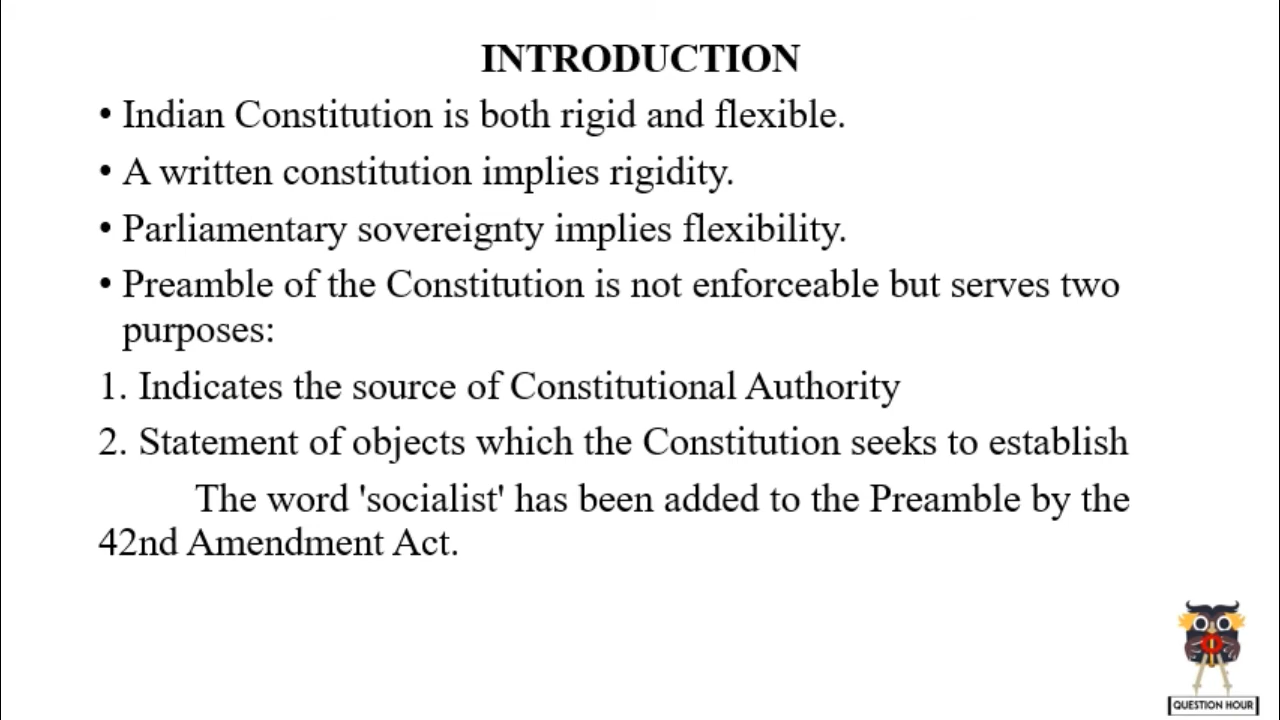 INTRODUCTION
• Indian Constitution is both rigid and flexible.
• A written constitution implies rigidity.
• Parliamentary sovereignty implies flexibility.
• Preamble of the Constitution is not enforceable but serves two
purposes:
1. Indicates the source of Constitutional Authority
2. Statement of objects which the Constitution seeks to establish
The word 'socialist' has been added to the Preamble by the
42nd Amendment Act.
QUESTION HOUR